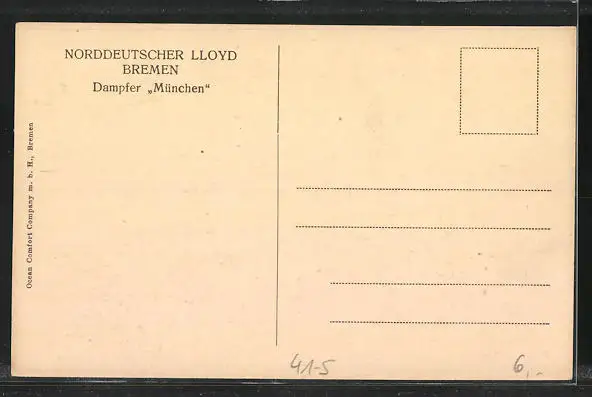 NORDDEUTSCHER LLOYD
BREMEN
Dampfer „München“
Ocean Comfort Company m. b. H., Bremen
41-5
6,-